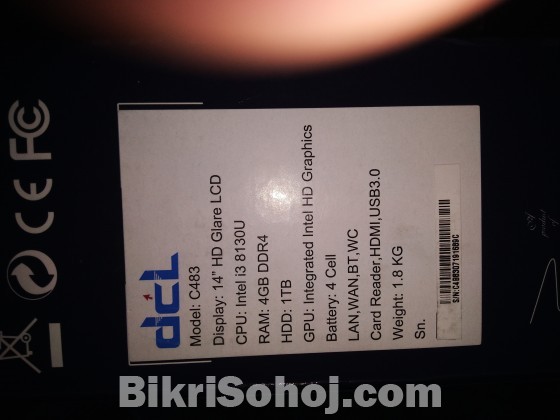 dcL
Model: C483
Display: 14" HD Glare LCD
CPU: Intel i3 8130U
RAM: 4GB DDR4
HDD: 1TB
GPU: Integrated Intel HD Graphics
Battery: 4 Cell
LAN,WAN,BT,WC
Card Reader,HDMI,USB3.0
Weight: 1.8 KG
Sn.
BikriSohoj.com